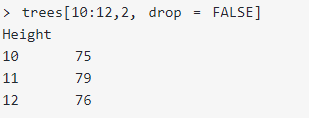 > trees[10:12,2, drop = FALSE]
Height
10 75
11 79
12 76